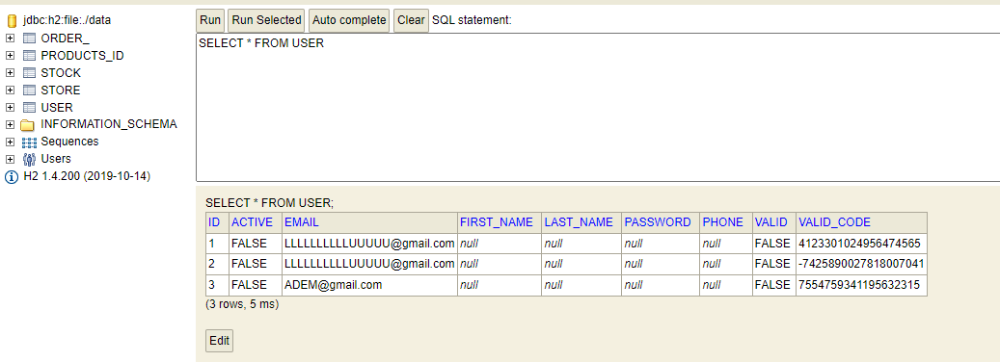 jdbc:h2:file:./data
ORDER_
PRODUCTS_ID
STOCK
STORE
USER
INFORMATION_SCHEMA
Sequences
Users
H2 1.4.200 (2019-10-14)
Run Run Selected Auto complete Clear SQL statement:
SELECT * FROM USER
SELECT * FROM USER;
ID ACTIVE EMAIL FIRST_NAME LAST_NAME PASSWORD PHONE VALID VALID_CODE
1 FALSE LLLLLLLLLLUUUUU@gmail.com null null null null FALSE 4123301024956474565
2 FALSE LLLLLLLLLLUUUUU@gmail.com null null null null FALSE -7425890027818007041
3 FALSE ADEM@gmail.com null null null null FALSE 7554759341195632315
(3 rows, 5 ms)
Edit